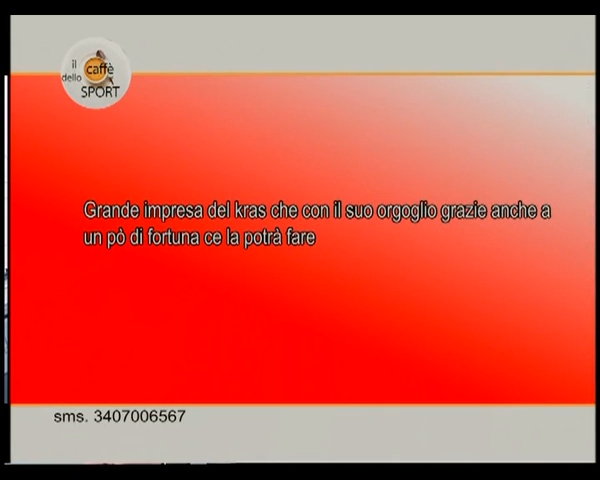 il
dello caffè
SPORT
Grande impresa del kras che con il suo orgoglio grazie anche a
un pò di fortuna ce la potrà fare
sms. 3407006567